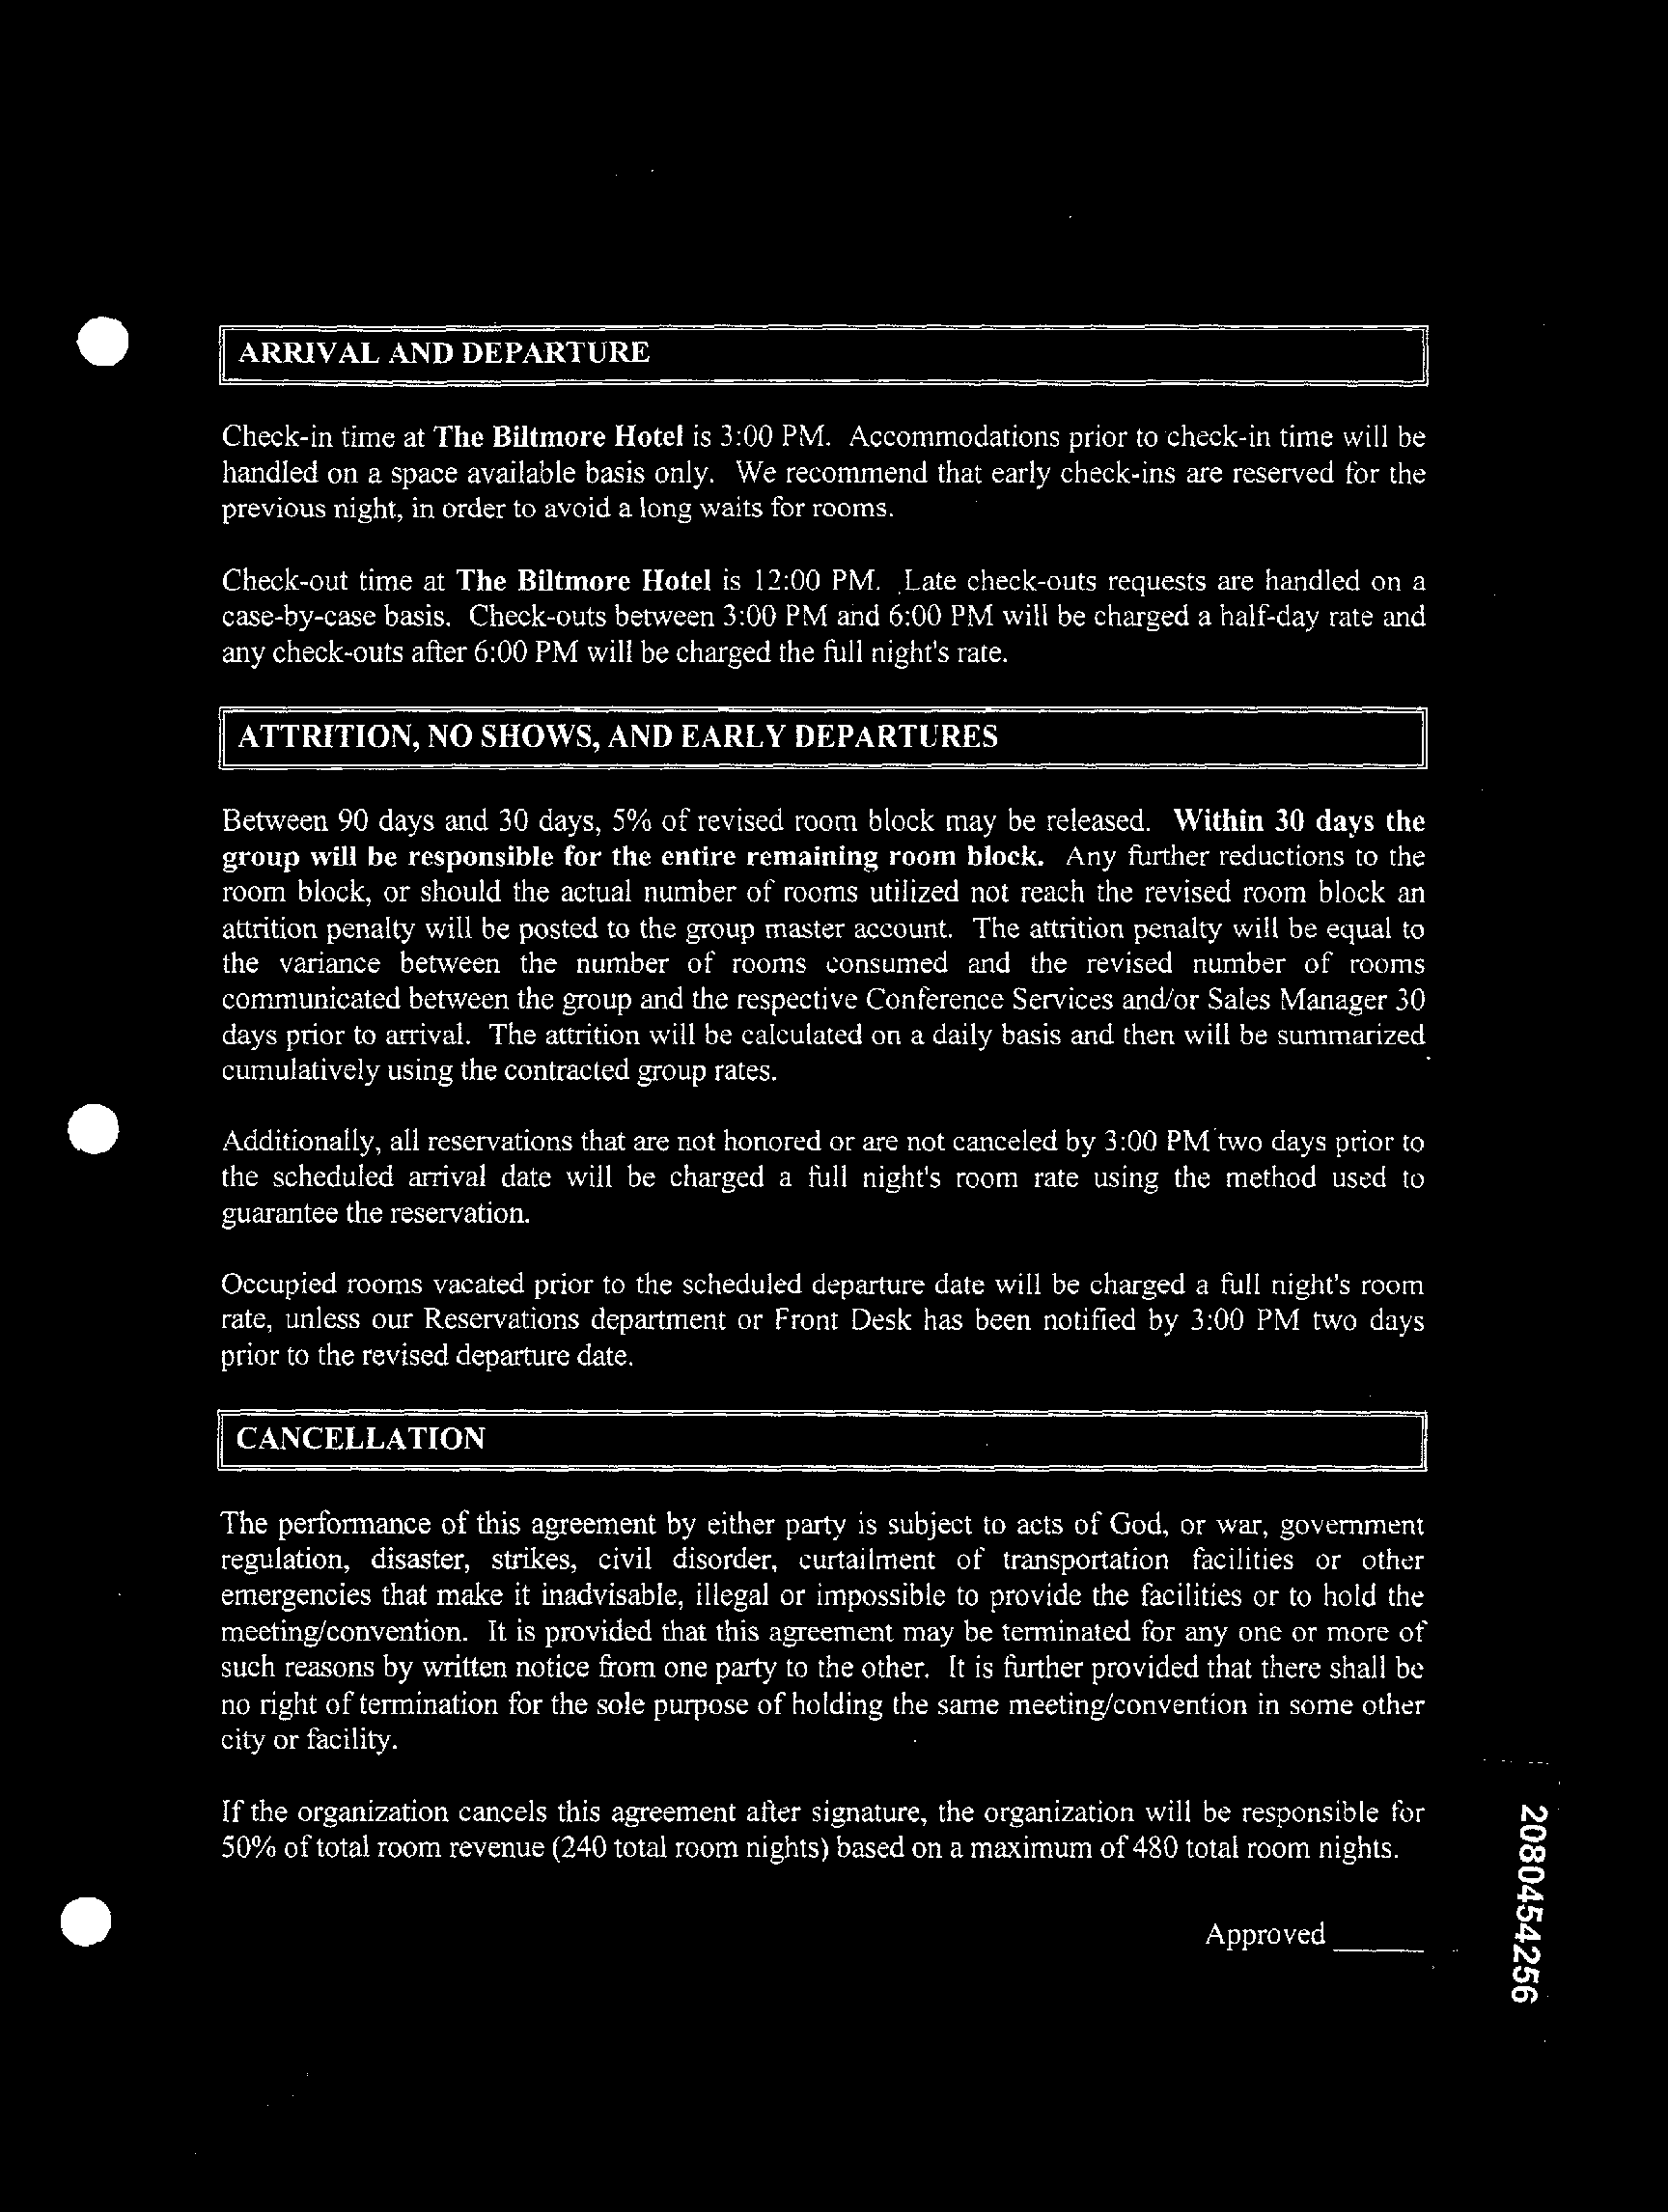 ARRIVAL AND DEPARTURE
Check-in time at The Biltmore Hotel is 3:00 PM. Accommodations prior to check-in time will be
handled on a space available basis only. We recommend that early check-ins are reserved for the
previous night, in order to avoid a long waits for rooms.
Check-out time at The Biltmore Hotel is 12:00 PM. Late check-outs requests are handled on a
case-by-case basis. Check-outs between 3:00 PM and 6:00 PM will be charged a half-day rate and
any check-outs after 6:00 PM will be charged the full night's rate.
ATTRITION, NO SHOWS, AND EARLY DEPARTURES
Between 90 days and 30 days, 5% of revised room block may be released. Within 30 days the
group will be responsible for the entire remaining room block. Any further reductions to the
room block, or should the actual number of rooms utilized not reach the revised room block an
attrition penalty will be posted to the group master account. The attrition penalty will be equal to
the variance between the number of rooms consumed and the revised number of rooms
communicated between the group and the respective Conference Services and/or Sales Manager 30
days prior to arrival. The attrition will be calculated on a daily basis and then will be summarized
cumulatively using the contracted group rates.
Additionally, all reservations that are not honored or are not canceled by 3:00 PM two days prior to
the scheduled arrival date will be charged a full night's room rate using the method used to
guarantee the reservation.
Occupied rooms vacated prior to the scheduled departure date will be charged a full night's room
rate, unless our Reservations department or Front Desk has been notified by 3:00 PM two days
prior to the revised departure date.
CANCELLATION
The performance of this agreement by either party is subject to acts of God, or war, government
regulation, disaster, strikes, civil disorder, curtailment of transportation facilities or other
emergencies that make it inadvisable, illegal or impossible to provide the facilities or to hold the
meeting/convention. It is provided that this agreement may be terminated for any one or more of
such reasons by written notice from one party to the other. It is further provided that there shall be
no right of termination for the sole purpose of holding the same meeting/convention in some other
city or facility.
If the organization cancels this agreement after signature, the organization will be responsible for
50% of total room revenue (240 total room nights) based on a maximum of 480 total room nights.
Approved ______
2080454256